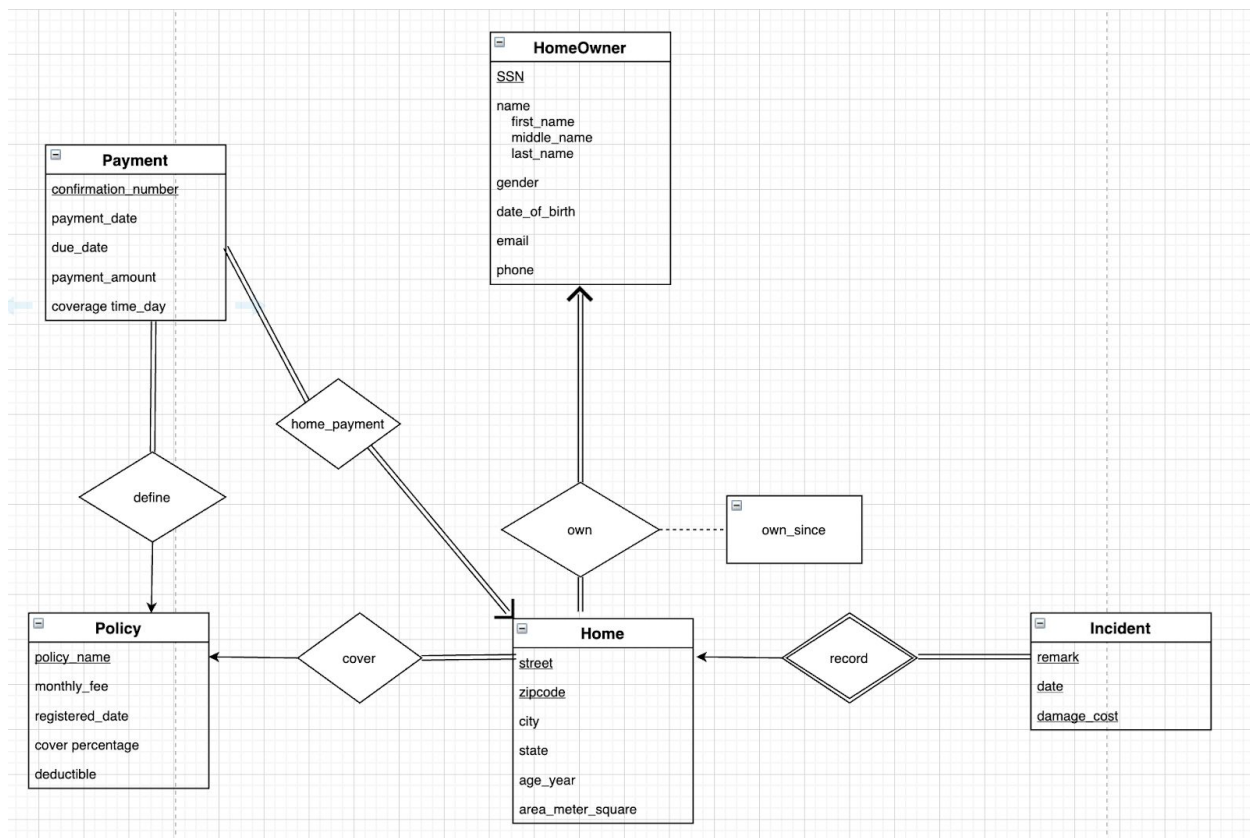 HomeOwner
SSN
name
first_name
middle_name
last_name
gender
date_of_birth
email
phone
Payment
confirmation_number
payment_date
due_date
payment_amount
coverage time_day
home_payment
define
own
own_since
Policy
policy_name
monthly_fee
registered_date
cover percentage
deductible
cover
Home
street
zipcode
city
state
age_year
area_meter_square
record
Incident
remark
date
damage_cost